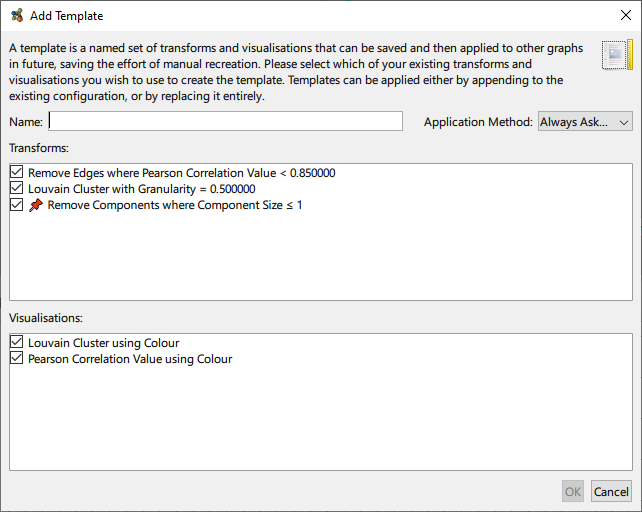 Add Template
A template is a named set of transforms and visualisations that can be saved and then applied to other graphs
in future, saving the effort of manual recreation. Please select which of your existing transforms and
visualisations you wish to use to create the template. Templates can be applied either by appending to the
existing configuration, or by replacing it entirely.
Name: Application Method: Always Ask...
Transforms:
Remove Edges where Pearson Correlation Value < 0.850000
Louvain Cluster with Granularity = 0.500000
Remove Components where Component Size ≤ 1
Visualisations:
Louvain Cluster using Colour
Pearson Correlation Value using Colour
OK Cancel